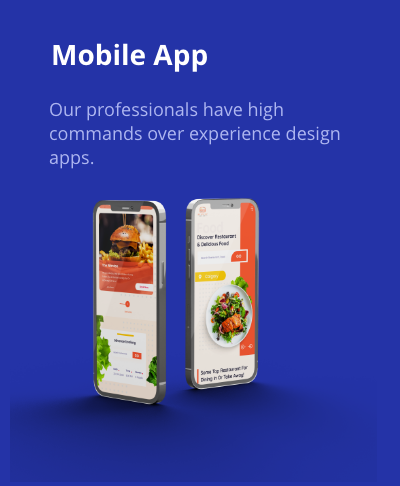 Mobile App
Our professionals have high
commands over experience design
apps.
Discover Restaurant
& Delicious Food
Some Top Restaurant For
Dining in Or Take Away!